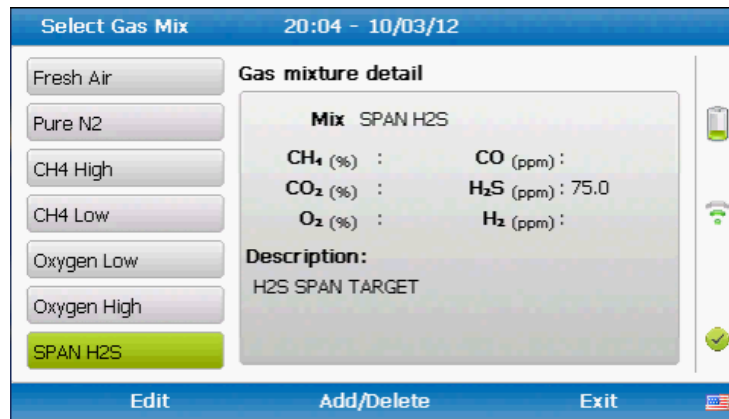 Select Gas Mix 20:04 - 10/03/12
Fresh Air
Pure N2
CH4 High
CH4 Low
Oxygen Low
Oxygen High
SPAN H2S
Gas mixture detail
Mix SPAN H2S
CH₄ (%) : CO (ppm) :
CO₂ (%) : H₂S (ppm) : 75.0
O₂ (%) : H₂ (ppm) :
Description:
H2S SPAN TARGET
Edit Add/Delete Exit